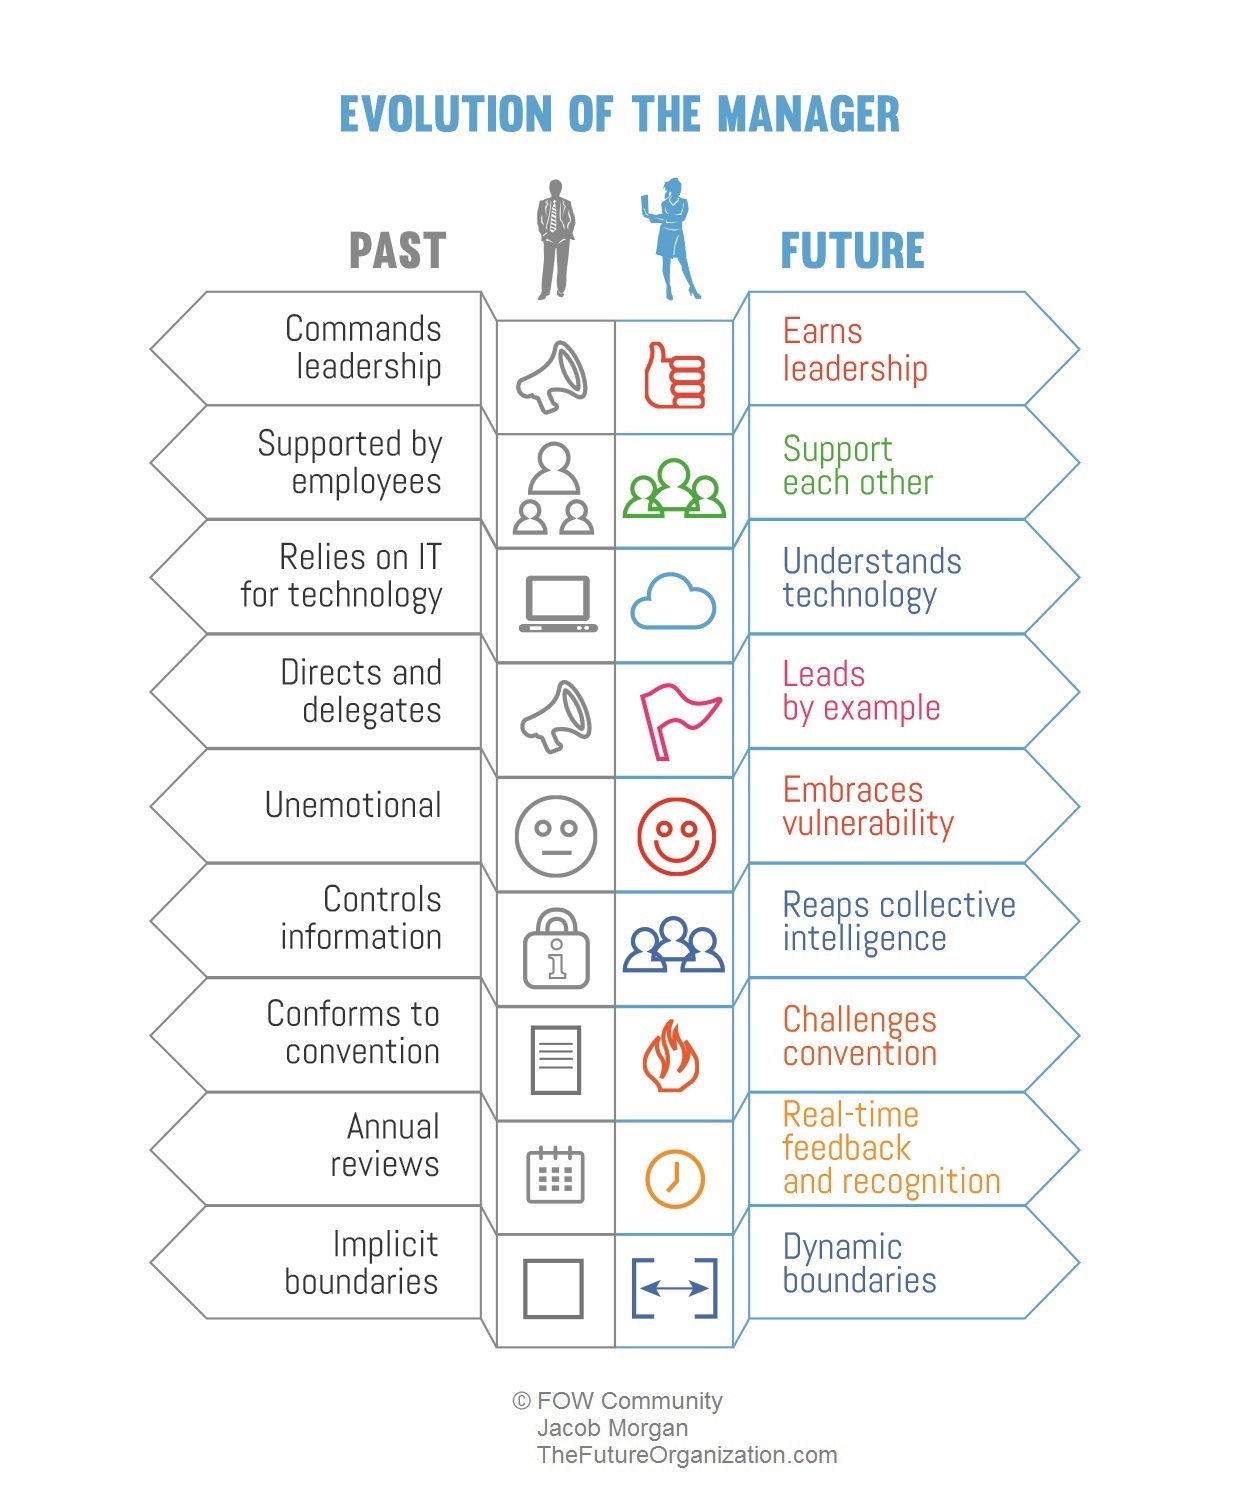 EVOLUTION OF THE MANAGER
PAST
FUTURE
Commands
leadership
Earns
leadership
Supported by
employees
Support
each other
Relies on IT
for technology
Understands
technology
Directs and
delegates
Leads
by example
Unemotional
Embraces
vulnerability
Controls
information
i
Reaps collective
intelligence
Conforms to
convention
Challenges
convention
Annual
reviews
Real-time
feedback
and recognition
Implicit
boundaries
Dynamic
boundaries
© FOW Community
Jacob Morgan
TheFutureOrganization.com